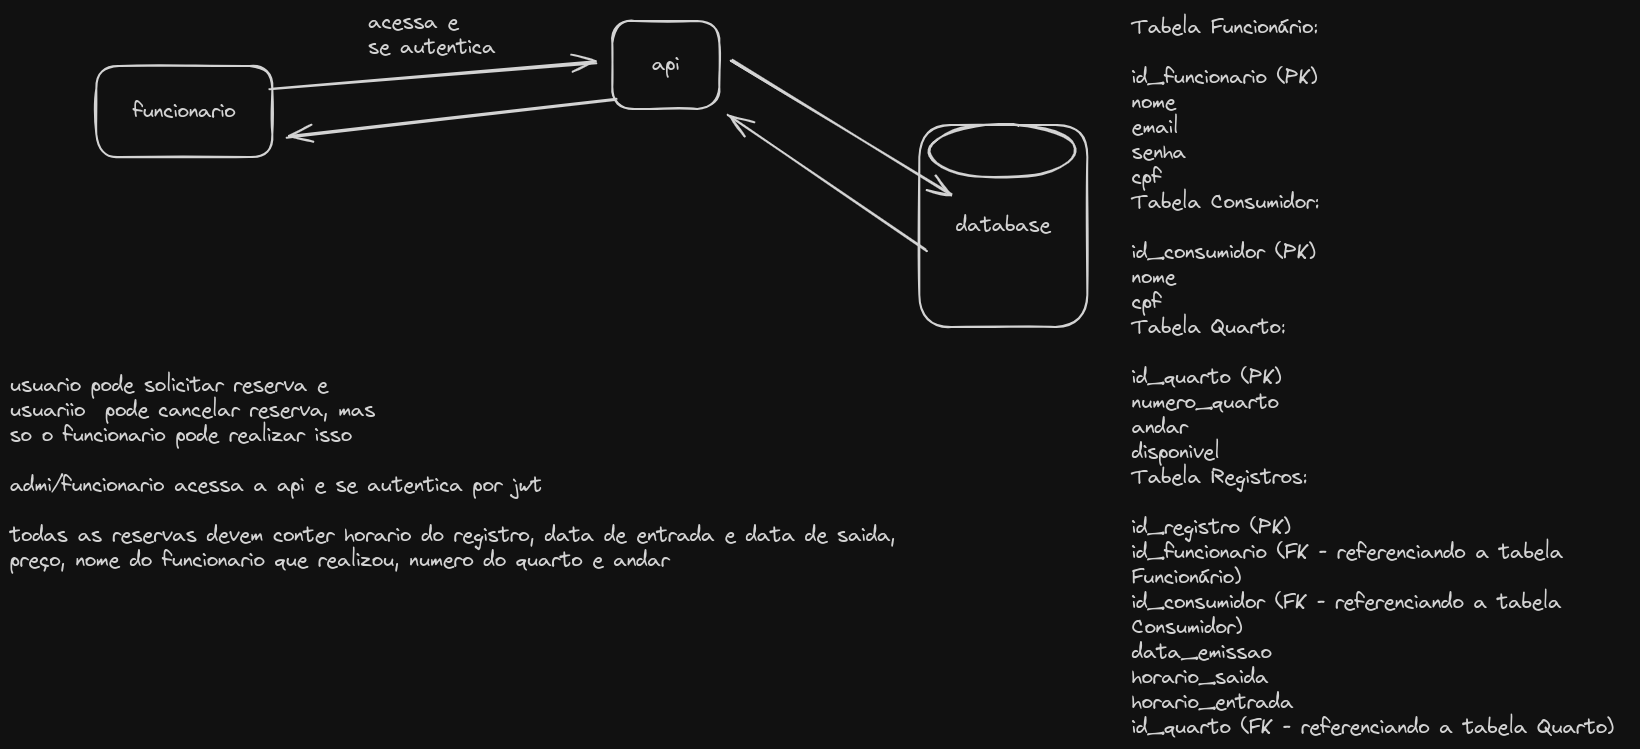 acessa e
se autentica
funcionario
api
database
usuario pode solicitar reserva e
usuariio  pode cancelar reserva, mas
so o funcionario pode realizar isso
admi/funcionario acessa a api e se autentica por jwt
todas as reservas devem conter horario do registro, data de entrada e data de saida,
preço, nome do funcionario que realizou, numero do quarto e andar
Tabela Funcionário:
id_funcionario (PK)
nome
email
senha
cpf
Tabela Consumidor:
id_consumidor (PK)
nome
cpf
Tabela Quarto:
id_quarto (PK)
numero_quarto
andar
disponivel
Tabela Registros:
id_registro (PK)
id_funcionario (FK - referenciando a tabela
Funcionário)
id_consumidor (FK - referenciando a tabela
Consumidor)
data_emissao
horario_saida
horario_entrada
id_quarto (FK - referenciando a tabela Quarto)